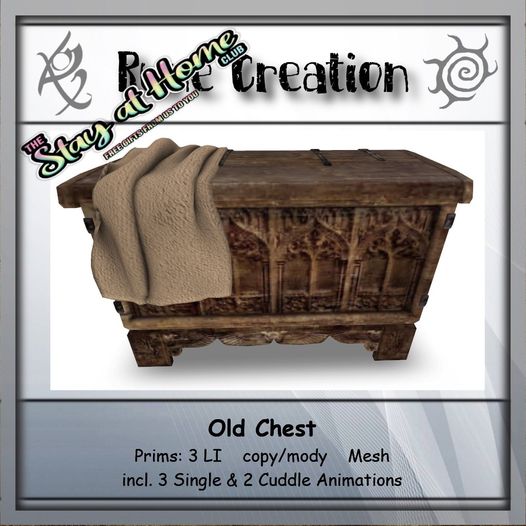 Creation
THE
Stay at Home
CLUB
FREE GIFTS FROM US TO YOU
Old Chest
Prims: 3 LI copy/mody Mesh
incl. 3 Single & 2 Cuddle Animations